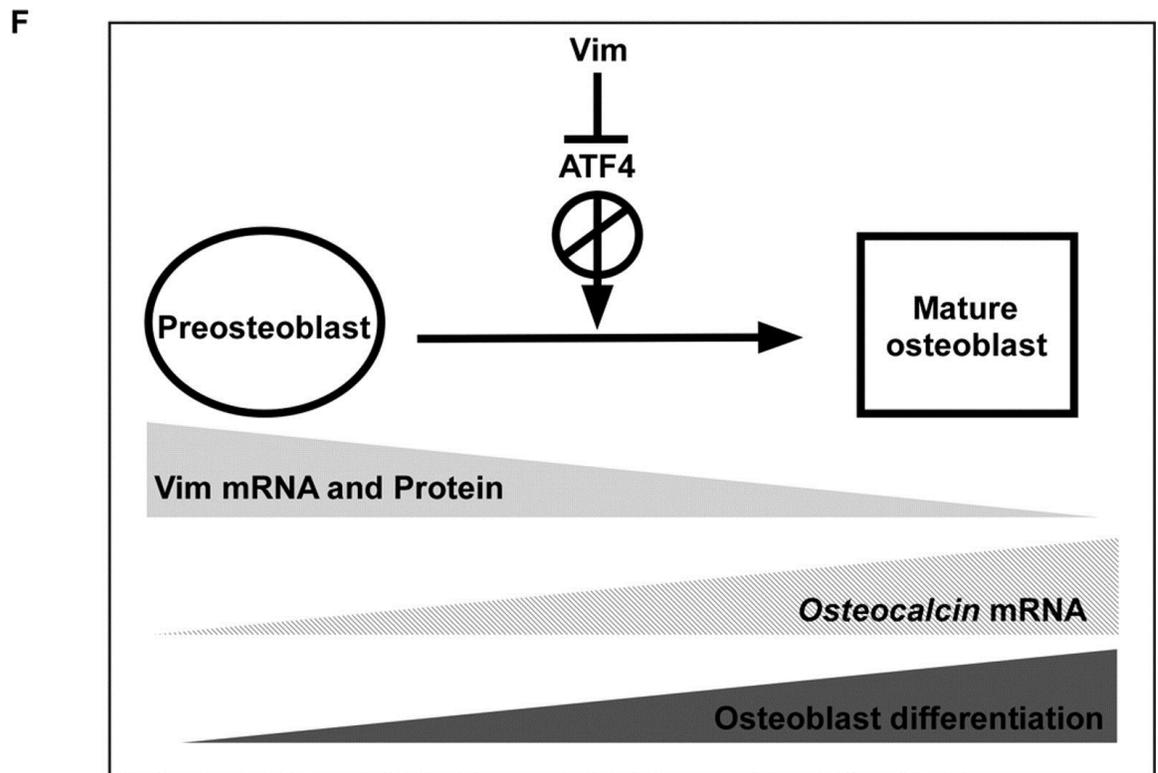 F
Vim
ATF4
Preosteoblast
Mature
osteoblast
Vim mRNA and Protein
Osteocalcin mRNA
Osteoblast differentiation